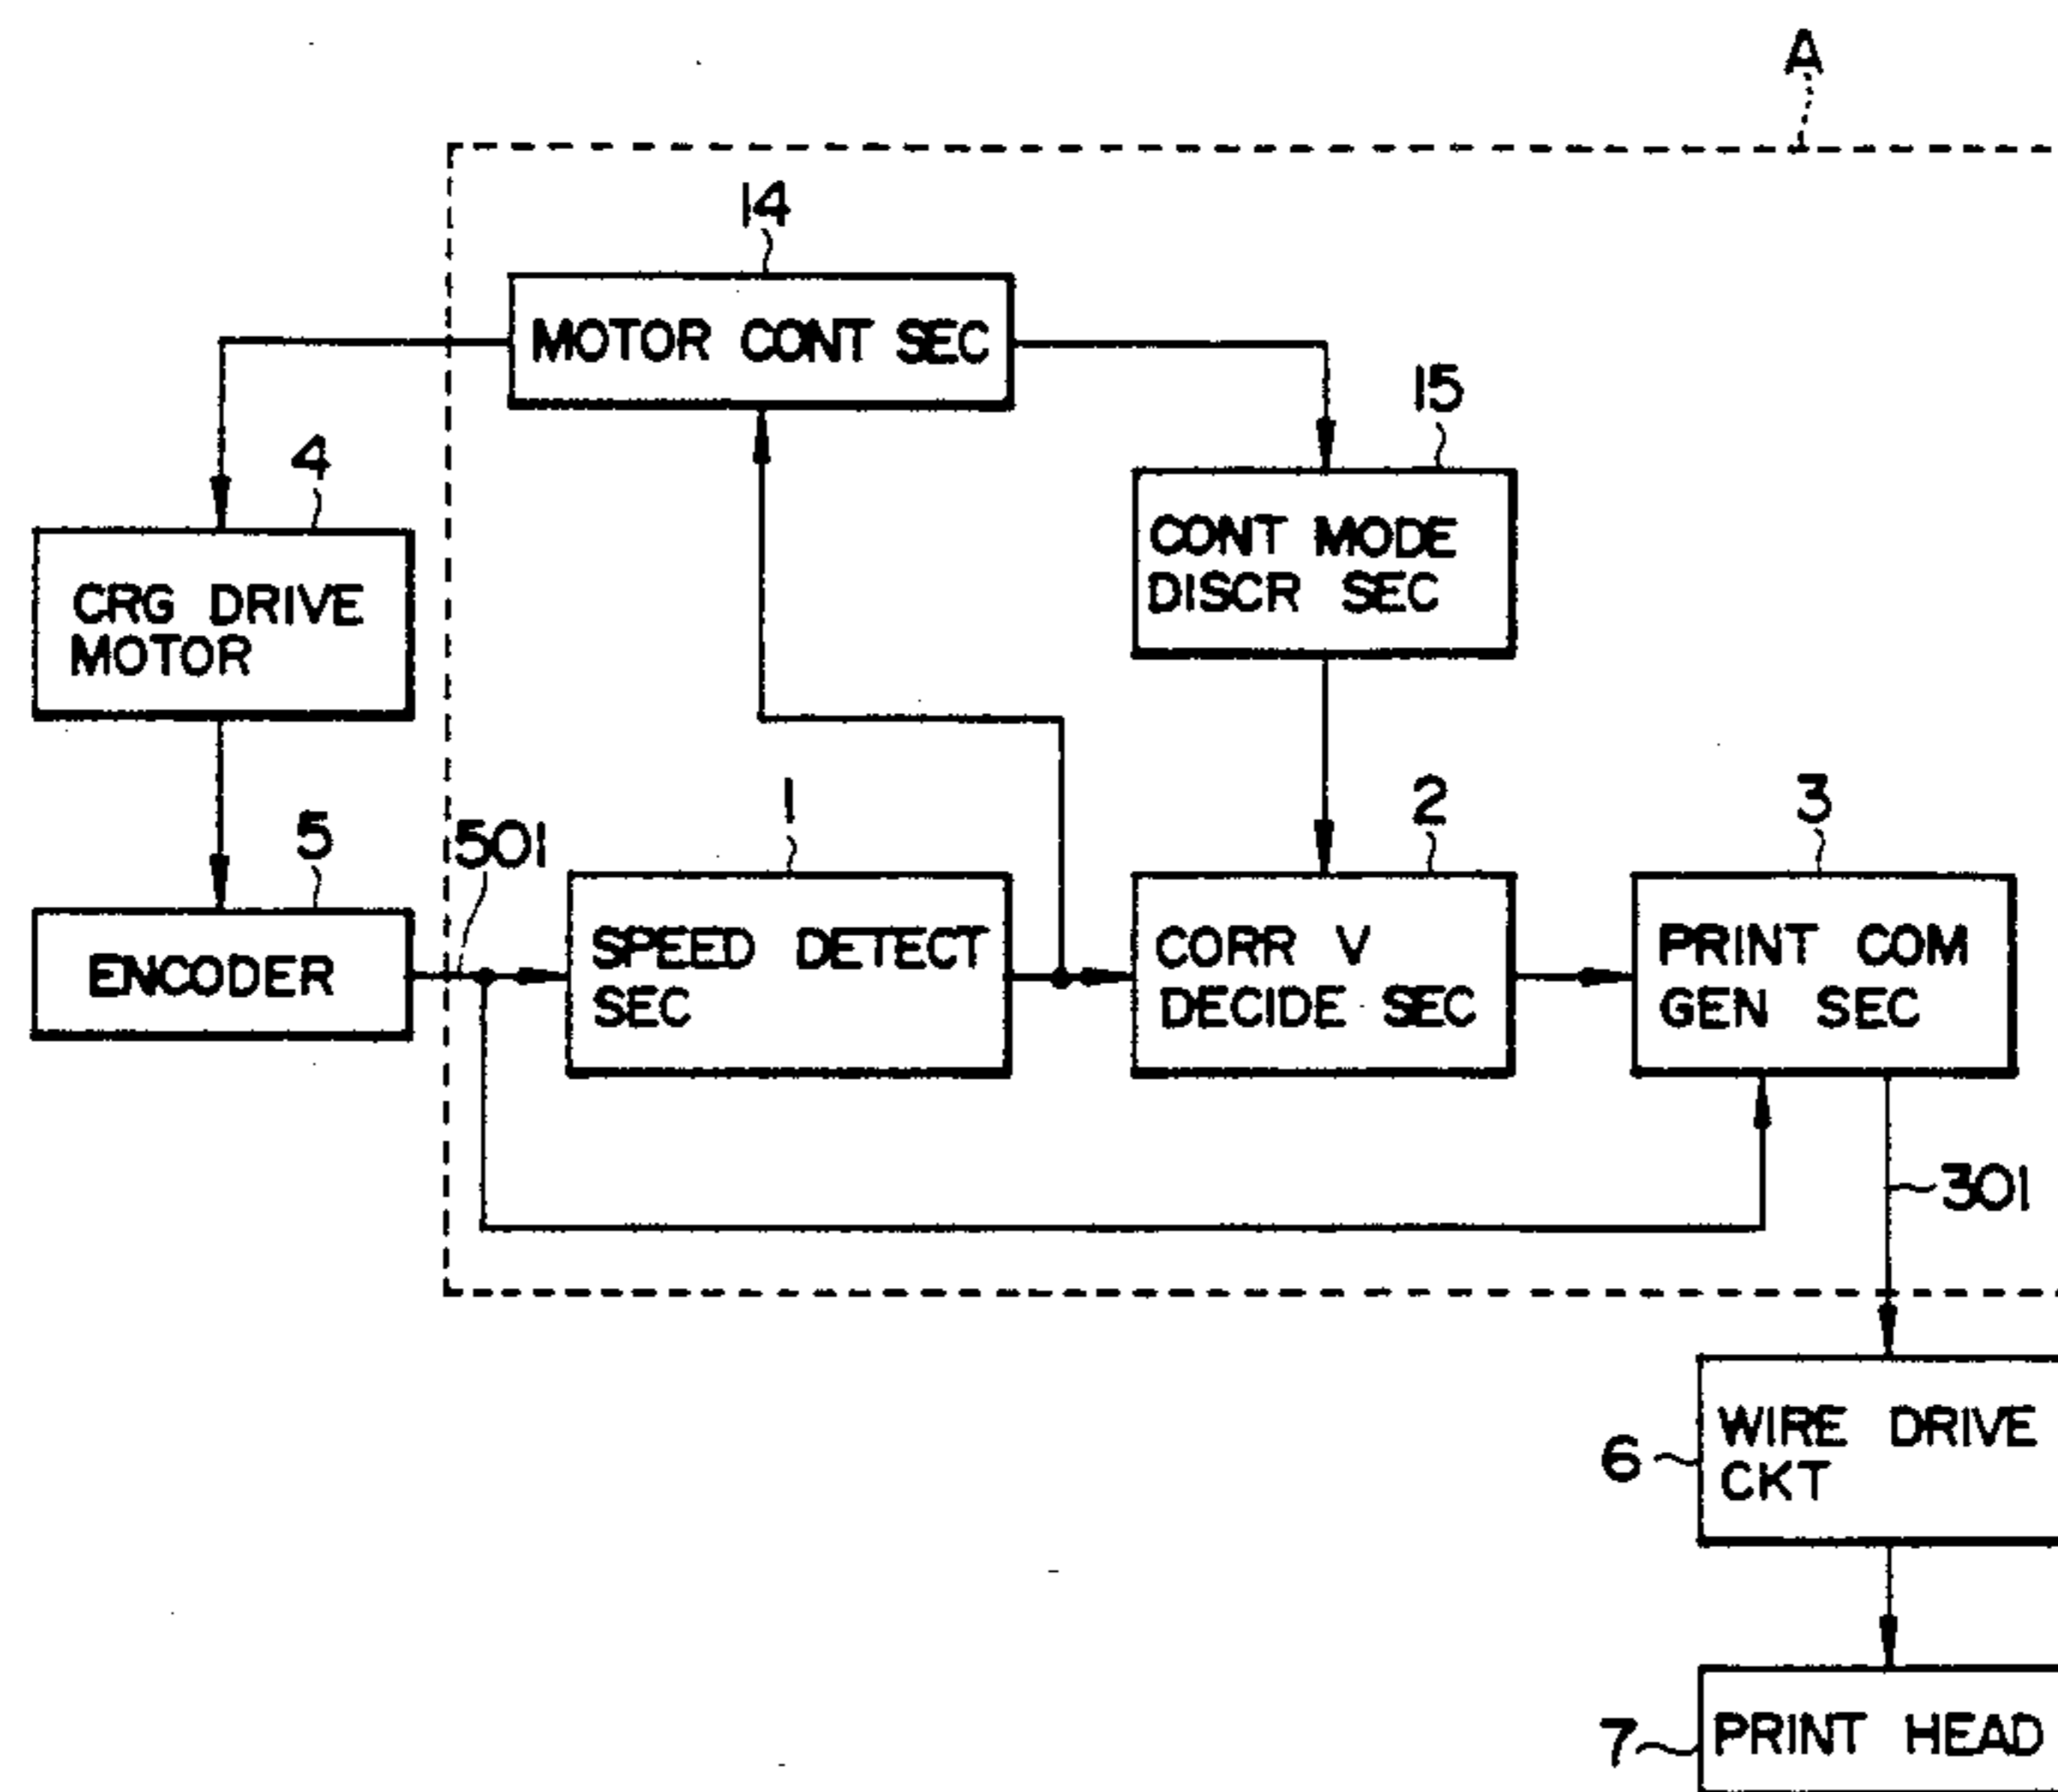 A
14
MOTOR CONT SEC
15
4
CONT MODE
DISCR SEC
CRG DRIVE
MOTOR
1
2
3
5
501
SPEED DETECT
SEC
CORR V
DECIDE SEC
PRINT COM
GEN SEC
ENCODER
301
6
WIRE DRIVE
CKT
7
PRINT HEAD